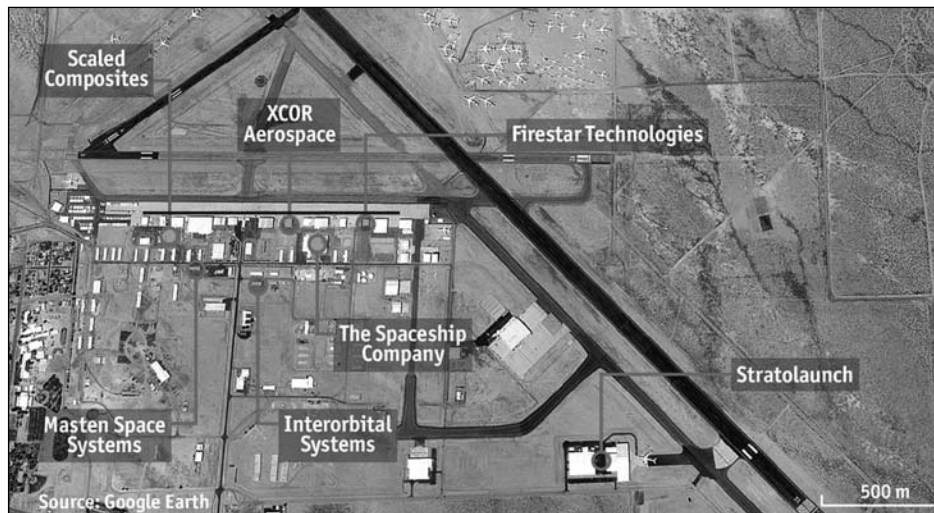 Scaled
Composites
XCOR
Aerospace
Firestar Technologies
The Spaceship
Company
Stratolaunch
Masten Space
Systems
Interorbital
Systems
Source: Google Earth
500 m